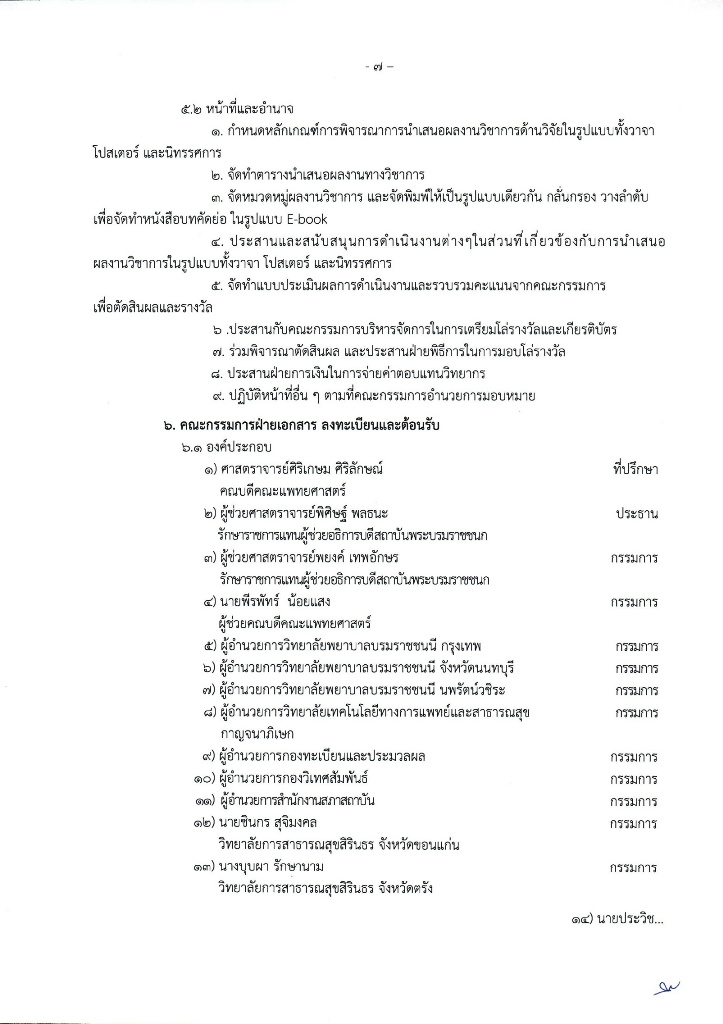 - ๗ –
๕.๒ หน้าที่และอำนาจ
๑. กำหนดหลักเกณฑ์การพิจารณาการนำเสนอผลงานวิชาการด้านวิจัยในรูปแบบทั้งวาจา
โปสเตอร์ และนิทรรศการ
๒. จัดทำตารางนำเสนอผลงานทางวิชาการ
๓. จัดหมวดหมู่ผลงานวิชาการ และจัดพิมพ์ให้เป็นรูปแบบเดียวกัน กลั่นกรอง วางลำดับ
เพื่อจัดทำหนังสือบทคัดย่อ ในรูปแบบ E-book
๔. ประสานและสนับสนุนการดำเนินงานต่างๆในส่วนที่เกี่ยวข้องกับการนำเสนอ
ผลงานวิชาการในรูปแบบทั้งวาจา โปสเตอร์ และนิทรรศการ
๕. จัดทำแบบประเมินผลการดำเนินงานและรวบรวมคะแนนจากคณะกรรมการ
เพื่อตัดสินผลและรางวัล
๖ .ประสานกับคณะกรรมการบริหารจัดการในการเตรียมโล่รางวัลและเกียรติบัตร
๗. ร่วมพิจารณาตัดสินผล และประสานฝ่ายพิธีการในการมอบโล่รางวัล
๘. ประสานฝ่ายการเงินในการจ่ายค่าตอบแทนวิทยากร
๙. ปฏิบัติหน้าที่อื่น ๆ ตามที่คณะกรรมการอำนวยการมอบหมาย
๖. คณะกรรมการฝ่ายเอกสาร ลงทะเบียนและต้อนรับ
๖.๑ องค์ประกอบ
๑) ศาสตราจารย์ศิริเกษม ศิริลักษณ์ ที่ปรึกษา
คณบดีคณะแพทยศาสตร์
๒) ผู้ช่วยศาสตราจารย์พิศิษฐ์ พลธนะ ประธาน
รักษาราชการแทนผู้ช่วยอธิการบดีสถาบันพระบรมราชชนก
๓) ผู้ช่วยศาสตราจารย์พยงค์ เทพอักษร กรรมการ
รักษาราชการแทนผู้ช่วยอธิการบดีสถาบันพระบรมราชชนก
๔) นายพีรพัทร์ น้อยแสง กรรมการ
ผู้ช่วยคณบดีคณะแพทยศาสตร์
๕) ผู้อำนวยการวิทยาลัยพยาบาลบรมราชชนนี กรุงเทพ กรรมการ
๖) ผู้อำนวยการวิทยาลัยพยาบาลบรมราชชนนี จังหวัดนนทบุรี กรรมการ
๗) ผู้อำนวยการวิทยาลัยพยาบาลบรมราชชนนี นพรัตน์วชิระ กรรมการ
๘) ผู้อำนวยการวิทยาลัยเทคโนโลยีทางการแพทย์และสาธารณสุข กรรมการ
กาญจนาภิเษก
๙) ผู้อำนวยการกองทะเบียนและประมวลผล กรรมการ
๑๐) ผู้อำนวยการกองวิเทศสัมพันธ์ กรรมการ
๑๑) ผู้อำนวยการสำนักงานสภาสถาบัน กรรมการ
๑๒) นายชินกร สุจิมงคล กรรมการ
วิทยาลัยการสาธารณสุขสิรินธร จังหวัดขอนแก่น
๑๓) นางบุบผา รักษานาม กรรมการ
วิทยาลัยการสาธารณสุขสิรินธร จังหวัดตรัง
๑๔) นายประวิช...